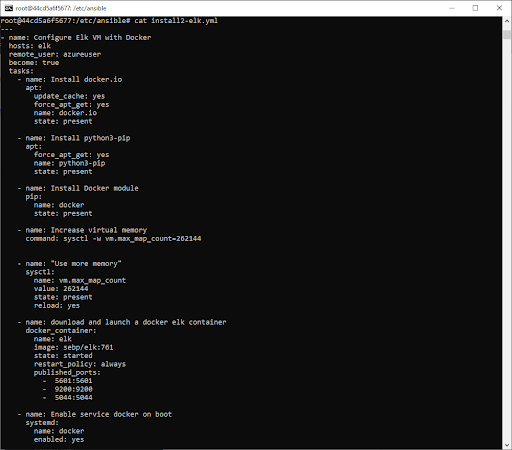 root@44cd5a6f5677: /etc/ansible
root@44cd5a6f5677:/etc/ansible# cat install2-elk.yml
---
- name: Configure Elk VM with Docker
  hosts: elk
  remote_user: azureuser
  become: true
  tasks:
    - name: Install docker.io
      apt:
        update_cache: yes
        force_apt_get: yes
        name: docker.io
        state: present

    - name: Install python3-pip
      apt:
        force_apt_get: yes
        name: python3-pip
        state: present

    - name: Install Docker module
      pip:
        name: docker
        state: present

    - name: Increase virtual memory
      command: sysctl -w vm.max_map_count=262144


    - name: "Use more memory"
      sysctl:
        name: vm.max_map_count
        value: 262144
        state: present
        reload: yes

    - name: download and launch a docker elk container
      docker_container:
        name: elk
        image: sebp/elk:761
        state: started
        restart_policy: always
        published_ports:
          -  5601:5601
          -  9200:9200
          -  5044:5044

    - name: Enable service docker on boot
      systemd:
        name: docker
        enabled: yes